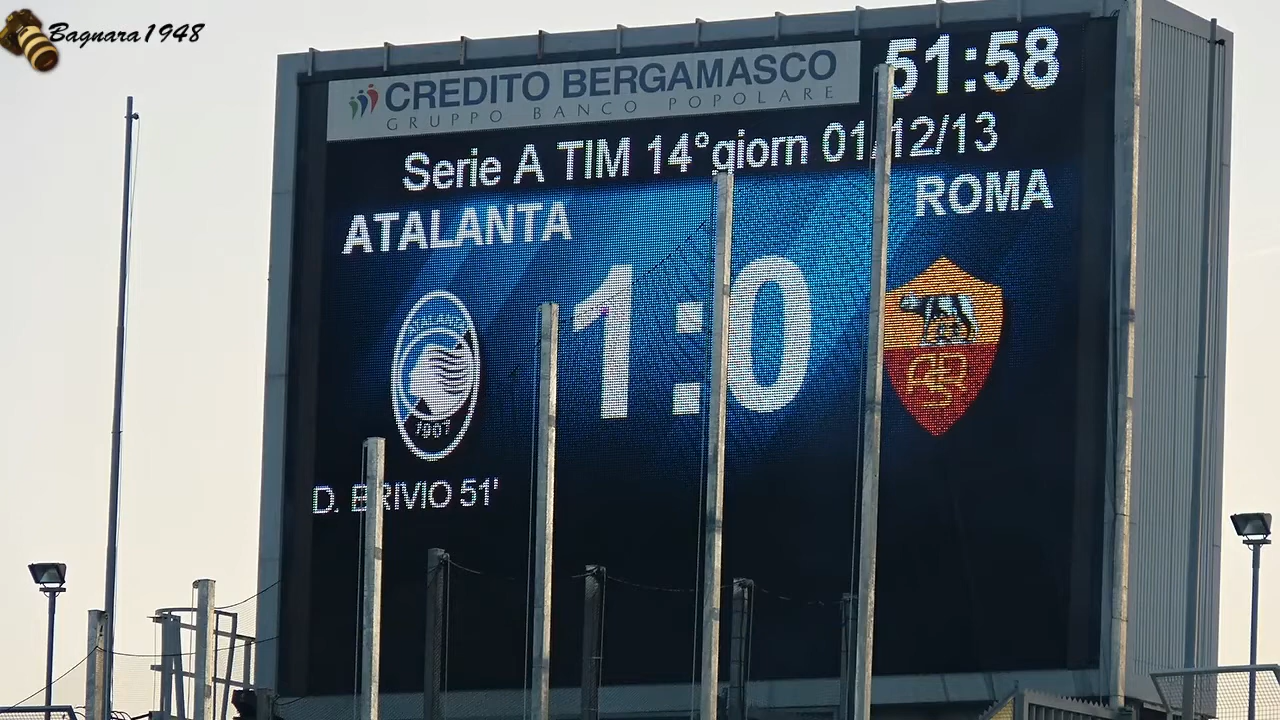 Bagnara1948
CREDITO BERGAMASCO
GRUPPO BANCO POPOLARE
51:58
Serie A TIM 14°giorn 01/12/13
ATALANTA
ROMA
1:0
1907
D. BRIVIO 51'